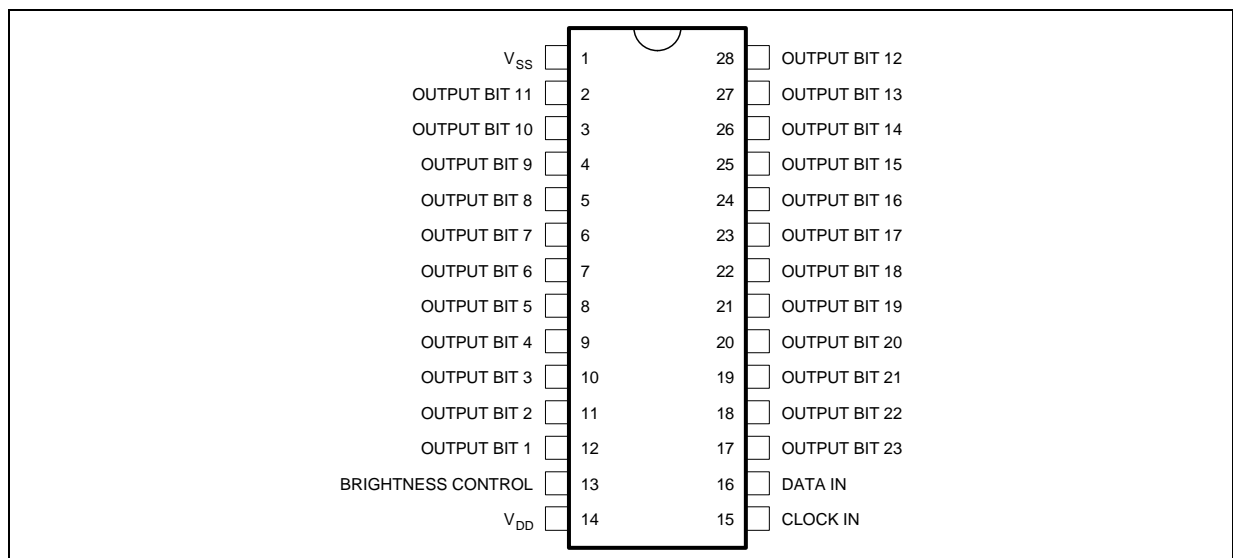 VSS 1 28 OUTPUT BIT 12
OUTPUT BIT 11 2 27 OUTPUT BIT 13
OUTPUT BIT 10 3 26 OUTPUT BIT 14
OUTPUT BIT 9 4 25 OUTPUT BIT 15
OUTPUT BIT 8 5 24 OUTPUT BIT 16
OUTPUT BIT 7 6 23 OUTPUT BIT 17
OUTPUT BIT 6 7 22 OUTPUT BIT 18
OUTPUT BIT 5 8 21 OUTPUT BIT 19
OUTPUT BIT 4 9 20 OUTPUT BIT 20
OUTPUT BIT 3 10 19 OUTPUT BIT 21
OUTPUT BIT 2 11 18 OUTPUT BIT 22
OUTPUT BIT 1 12 17 OUTPUT BIT 23
BRIGHTNESS CONTROL 13 16 DATA IN
VDD 14 15 CLOCK IN